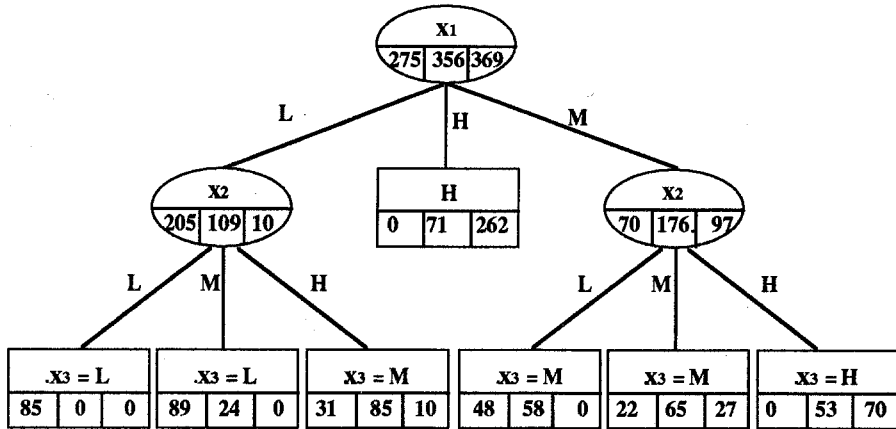 x1
275 356 369
L H M
x2 H x2
205 109 10 0 71 262 70 176. 97
L M H L M H
.x3 = L .x3 = L x3 = M x3 = M x3 = M x3 = H
85 0 0 89 24 0 31 85 10 48 58 0 22 65 27 0 53 70